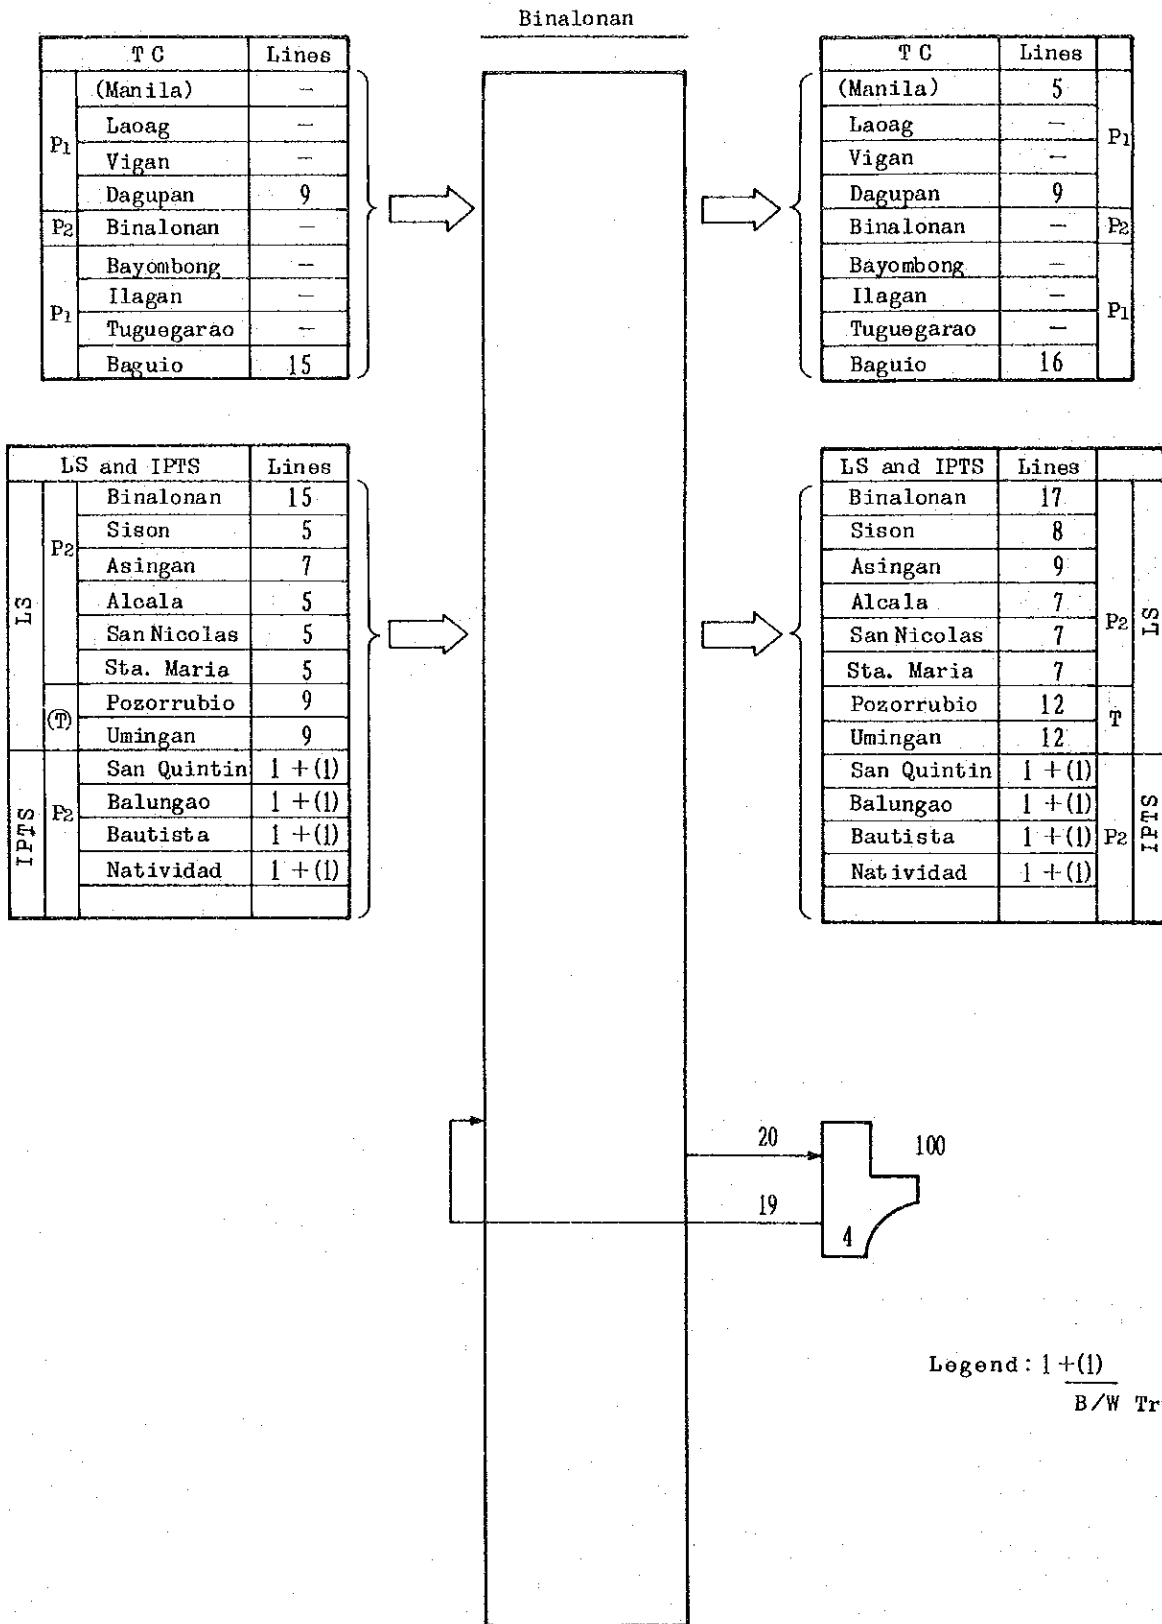 Binalonan
TC Lines
P1 (Manila) —
Laoag —
Vigan —
Dagupan 9
P2 Binalonan —
P1 Bayombong —
Ilagan —
Tuguegarao —
Baguio 15
TC Lines
(Manila) 5 P1
Laoag —
Vigan —
Dagupan 9
Binalonan — P2
Bayombong — P1
Ilagan —
Tuguegarao —
Baguio 16
LS and IPTS Lines
LS P2 Binalonan 15
Sison 5
Asingan 7
Alcala 5
San Nicolas 5
Sta. Maria 5
(T) Pozorrubio 9
Umingan 9
IPTS P2 San Quintin 1 + (1)
Balungao 1 + (1)
Bautista 1 + (1)
Natividad 1 + (1)
LS and IPTS Lines
Binalonan 17 P2 LS
Sison 8
Asingan 9
Alcala 7
San Nicolas 7
Sta. Maria 7
Pozorrubio 12 T
Umingan 12
San Quintin 1 + (1) P2 IPTS
Balungao 1 + (1)
Bautista 1 + (1)
Natividad 1 + (1)
20
100
19
4
Legend: 1 + (1)
B/W Tr